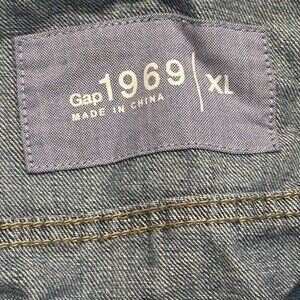 Gap 1969 | XL
MADE IN CHINA